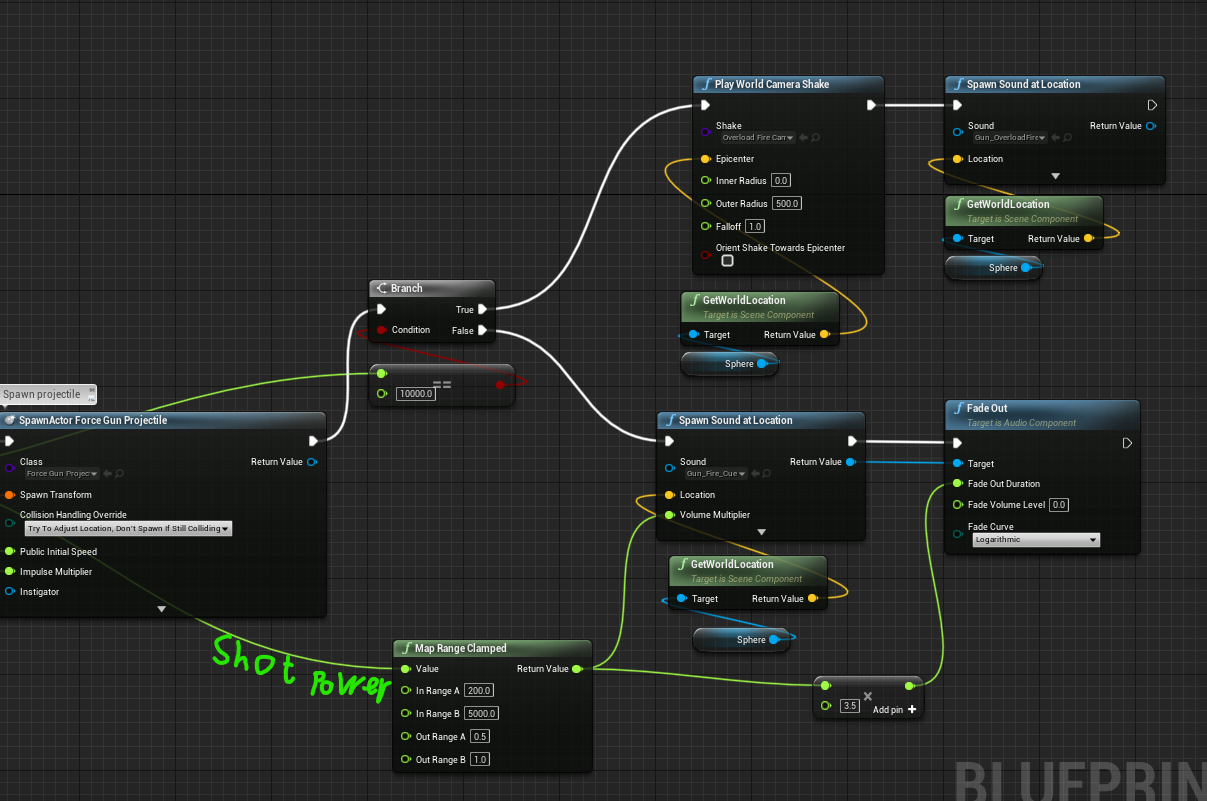 Play World Camera Shake
Shake
Overload Fire Cam
Epicenter
Inner Radius 0.0
Outer Radius 500.0
Falloff 1.0
Orient Shake Towards Epicenter
Spawn Sound at Location
Sound
Return Value
Gun_OverloadFire
Location
GetWorldLocation
Target is Scene Component
Target
Return Value
Sphere
Branch
True
Condition
False
GetWorldLocation
Target is Scene Component
Target
Return Value
Sphere
==
10000.0
Spawn projectile
SpawnActor Force Gun Projectile
Class
Return Value
Force Gun Project
Spawn Transform
Collision Handling Override
Try To Adjust Location, Don't Spawn If Still Colliding
Public Initial Speed
Impulse Multiplier
Instigator
Spawn Sound at Location
Sound
Return Value
Gun_Fire_Cue
Location
Volume Multiplier
Fade Out
Target is Audio Component
Target
Fade Out Duration
Fade Volume Level 0.0
Fade Curve
Logarithmic
GetWorldLocation
Target is Scene Component
Target
Return Value
Sphere
Shot
Power
Map Range Clamped
Value
Return Value
In Range A 200.0
In Range B 5000.0
Out Range A 0.5
Out Range B 1.0
3.5
×
Add pin +
BLUEPRIN